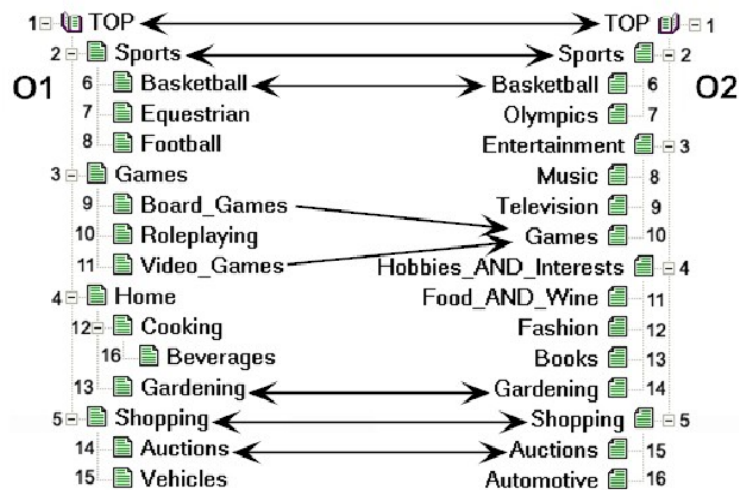 1 TOP TOP 1
2 Sports Sports 2
O1 6 Basketball Basketball 6 O2
7 Equestrian Olympics 7
8 Football Entertainment 3
3 Games Music 8
9 Board_Games Television 9
10 Roleplaying Games 10
11 Video_Games Hobbies_AND_Interests 4
4 Home Food_AND_Wine 11
12 Cooking Fashion 12
16 Beverages Books 13
13 Gardening Gardening 14
5 Shopping Shopping 5
14 Auctions Auctions 15
15 Vehicles Automotive 16